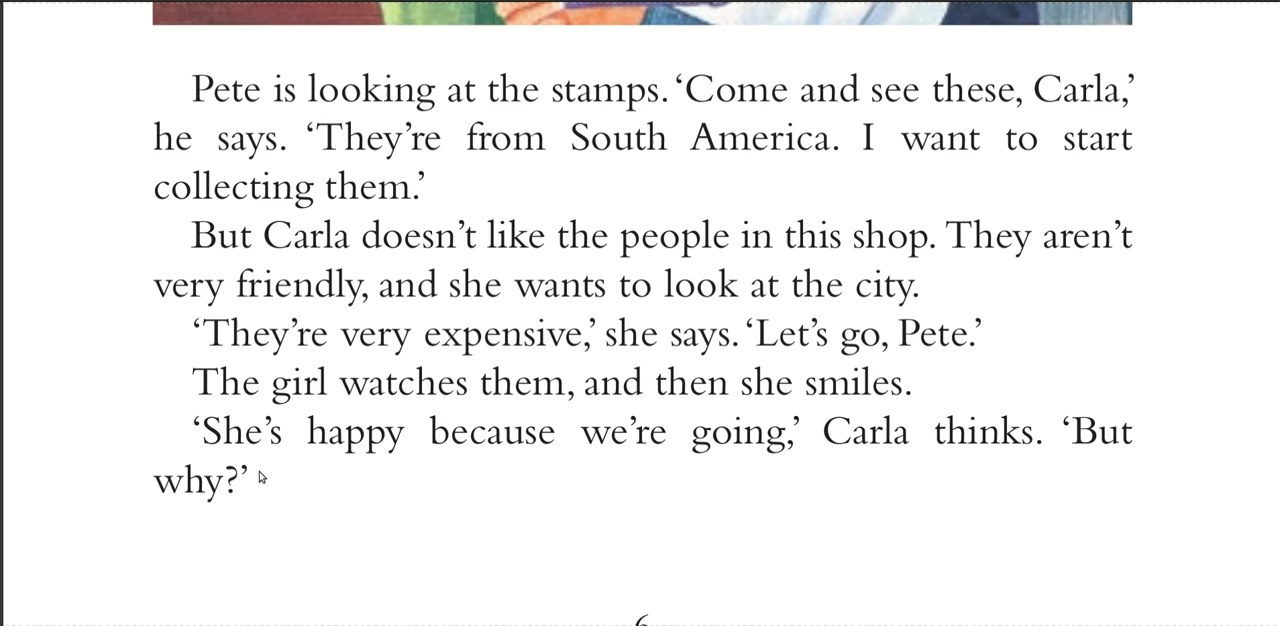 Pete is looking at the stamps. ‘Come and see these, Carla,’
he says. ‘They’re from South America. I want to start
collecting them.’
But Carla doesn’t like the people in this shop. They aren’t
very friendly, and she wants to look at the city.
‘They’re very expensive,’ she says. ‘Let’s go, Pete.’
The girl watches them, and then she smiles.
‘She’s happy because we’re going,’ Carla thinks. ‘But
why?’